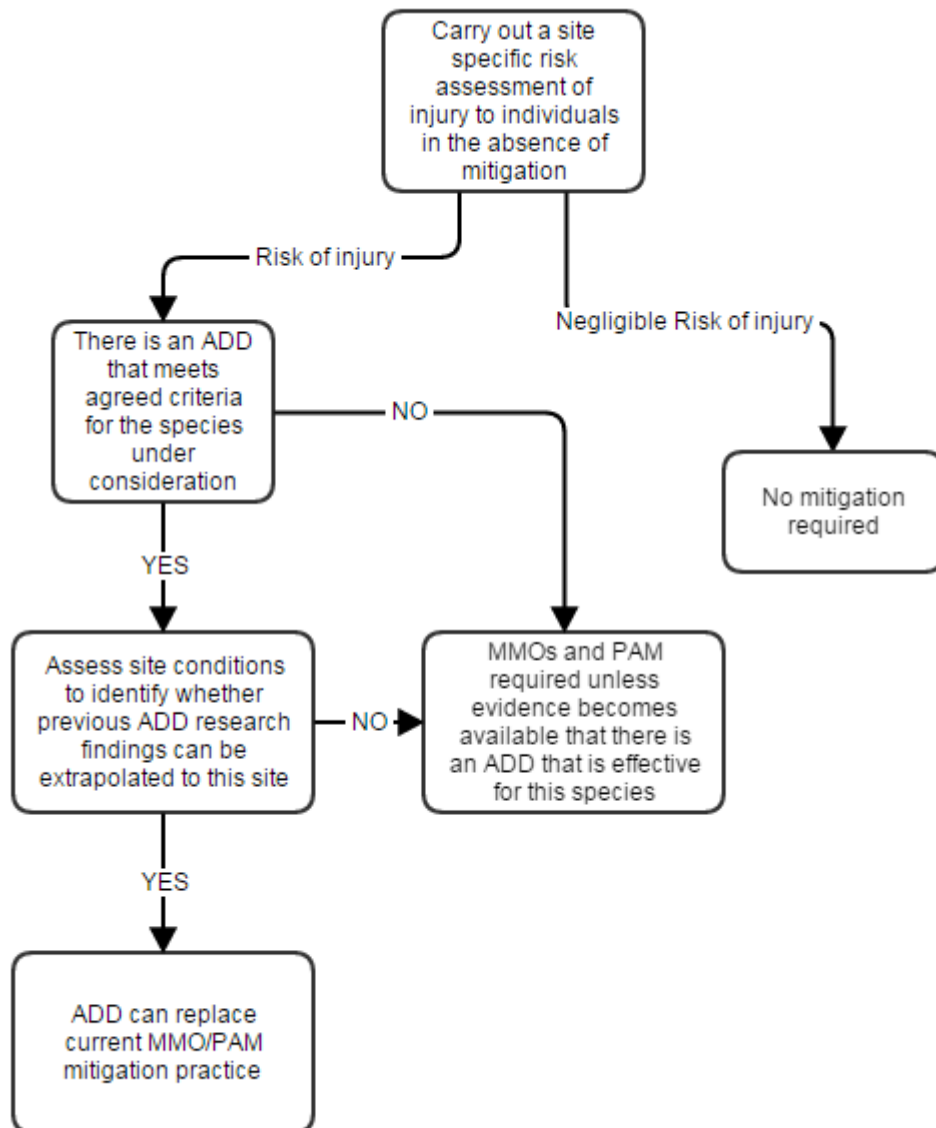 Carry out a site
specific risk
assessment of
injury to individuals
in the absence of
mitigation
Risk of injury
Negligible Risk of injury
There is an ADD
that meets
agreed criteria
for the species
under
consideration
NO
No mitigation
required
YES
Assess site conditions
to identify whether
previous ADD research
findings can be
extrapolated to this site
NO
MMOs and PAM
required unless
evidence becomes
available that there is
an ADD that is effective
for this species
YES
ADD can replace
current MMO/PAM
mitigation practice